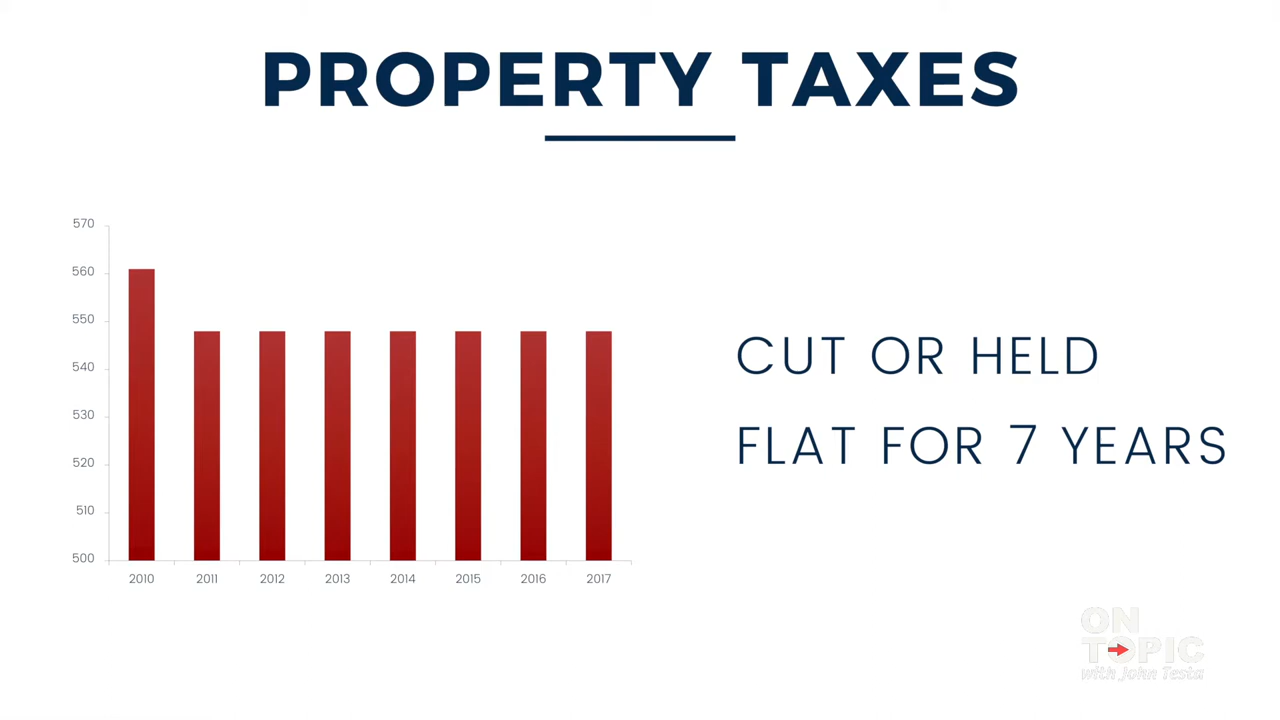 PROPERTY TAXES
570
560
550
540
530
520
510
500
2010 2011 2012 2013 2014 2015 2016 2017
CUT OR HELD
FLAT FOR 7 YEARS
ON
TOPIC
with John Testa